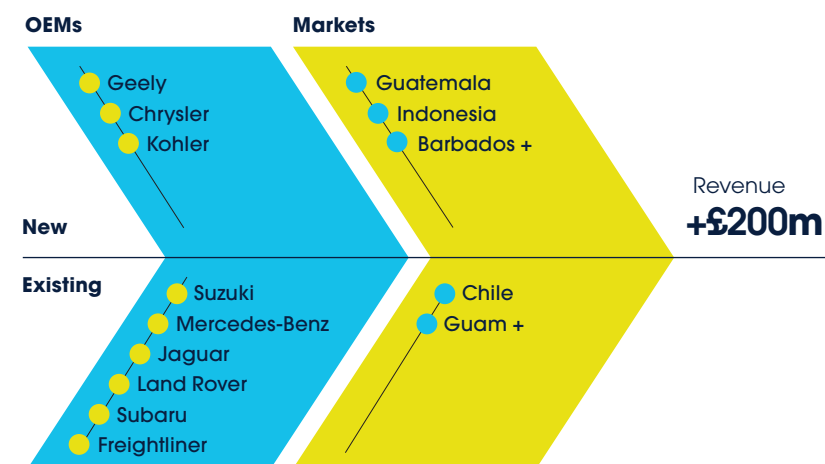 OEMs
Markets
Geely
Chrysler
Kohler
Guatemala
Indonesia
Barbados +
Revenue
+£200m
New
Existing
Suzuki
Mercedes-Benz
Jaguar
Land Rover
Subaru
Freightliner
Chile
Guam +